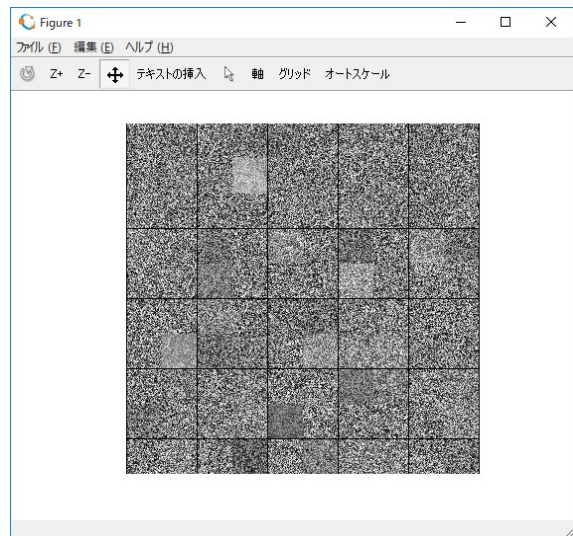 Figure 1
ファイル (F) 編集 (E) ヘルプ (H)
Z+ Z- テキストの挿入 軸 グリッド オートスケール